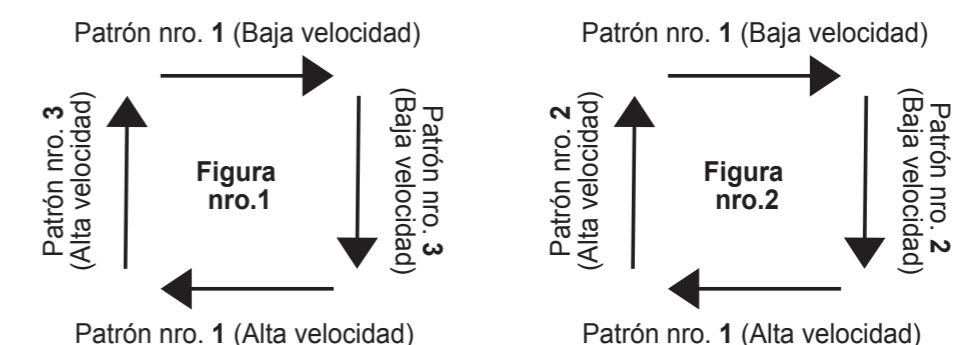 Patrón nro. 1 (Baja velocidad)
Patrón nro. 3
(Alta velocidad)
Figura
nro.1
Patrón nro. 3
(Baja velocidad)
Patrón nro. 1 (Alta velocidad)
Patrón nro. 1 (Baja velocidad)
Patrón nro. 2
(Alta velocidad)
Figura
nro.2
Patrón nro. 2
(Baja velocidad)
Patrón nro. 1 (Alta velocidad)